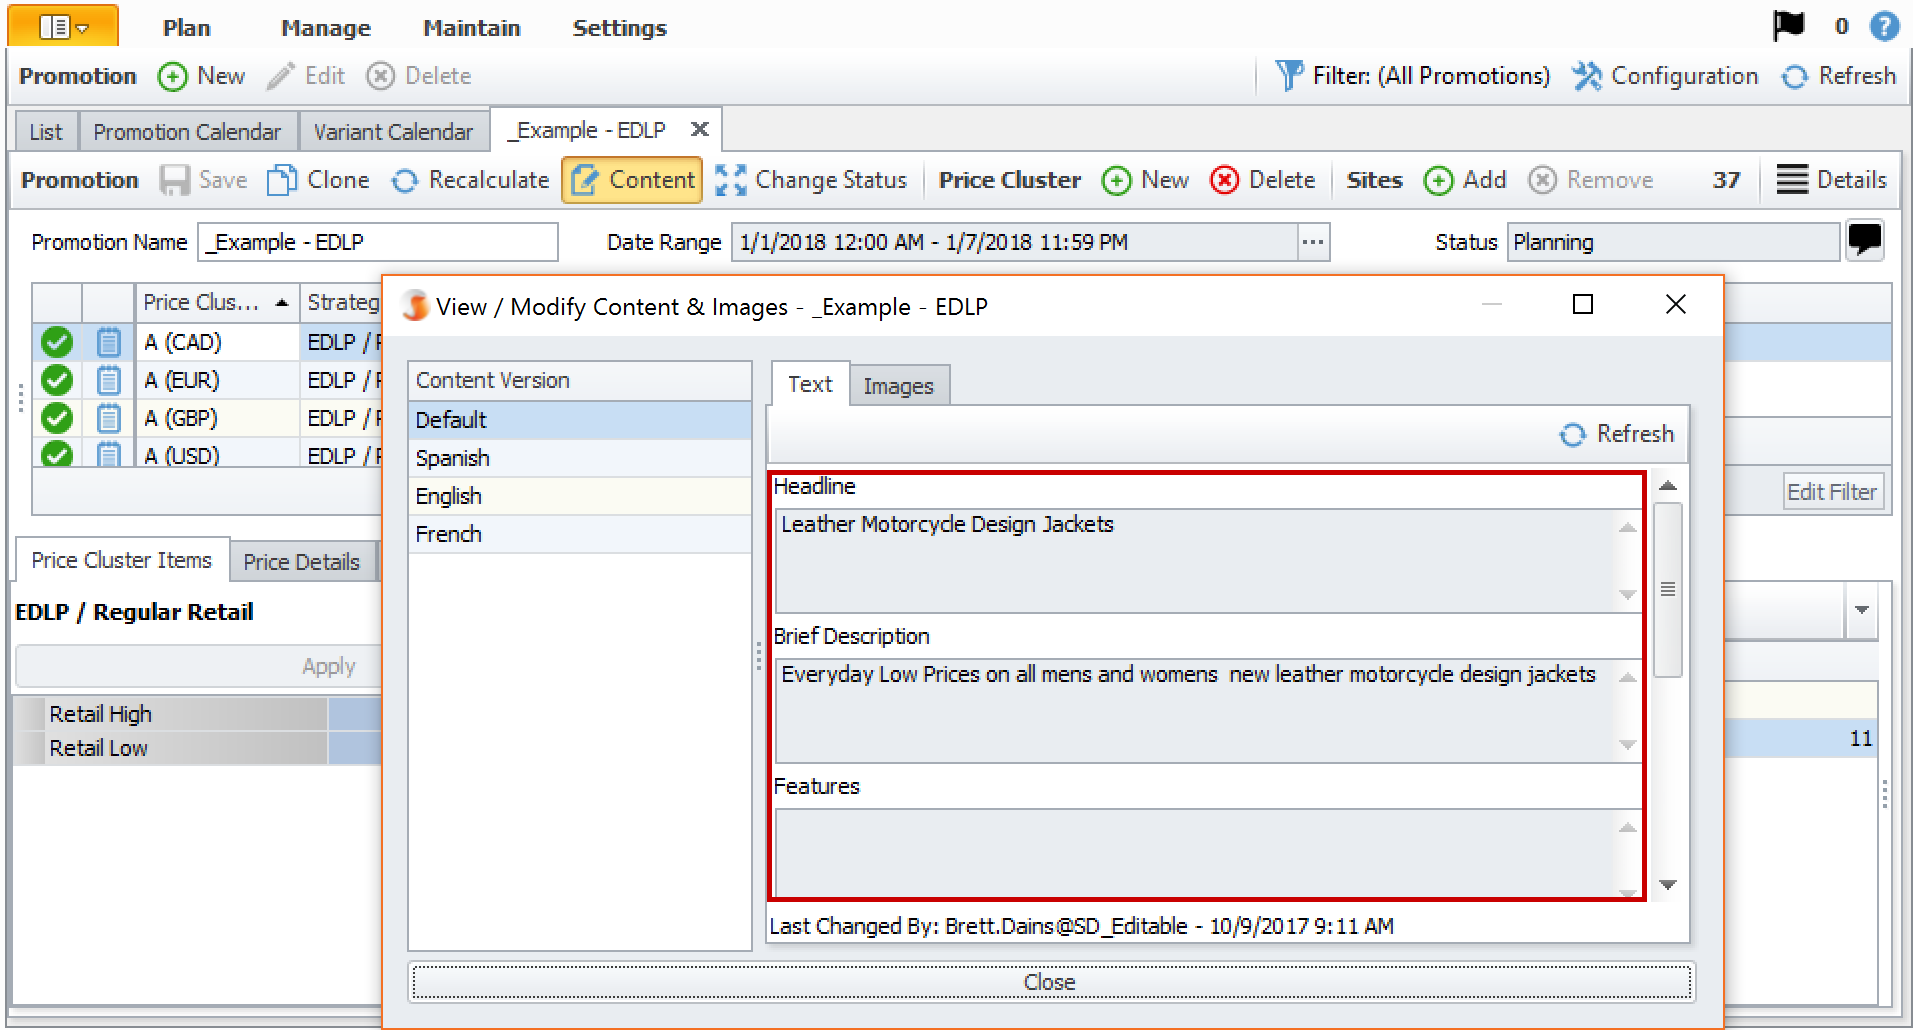 Plan Manage Maintain Settings 0 ?
Promotion New Edit Delete Filter: (All Promotions) Configuration Refresh
List Promotion Calendar Variant Calendar _Example - EDLP
Promotion Save Clone Recalculate Content Change Status Price Cluster New Delete Sites Add Remove 37 Details
Promotion Name _Example - EDLP Date Range 1/1/2018 12:00 AM - 1/7/2018 11:59 PM ... Status Planning
Price Clus... Strateg
A (CAD) EDLP / F
A (EUR) EDLP / F
A (GBP) EDLP / F
A (USD) EDLP / F
Edit Filter
Price Cluster Items Price Details
EDLP / Regular Retail
Apply
Retail High
Retail Low
11
View / Modify Content & Images - _Example - EDLP
Content Version
Default
Spanish
English
French
Text Images
Refresh
Headline
Leather Motorcycle Design Jackets
Brief Description
Everyday Low Prices on all mens and womens  new leather motorcycle design jackets
Features
Last Changed By: Brett.Dains@SD_Editable - 10/9/2017 9:11 AM
Close